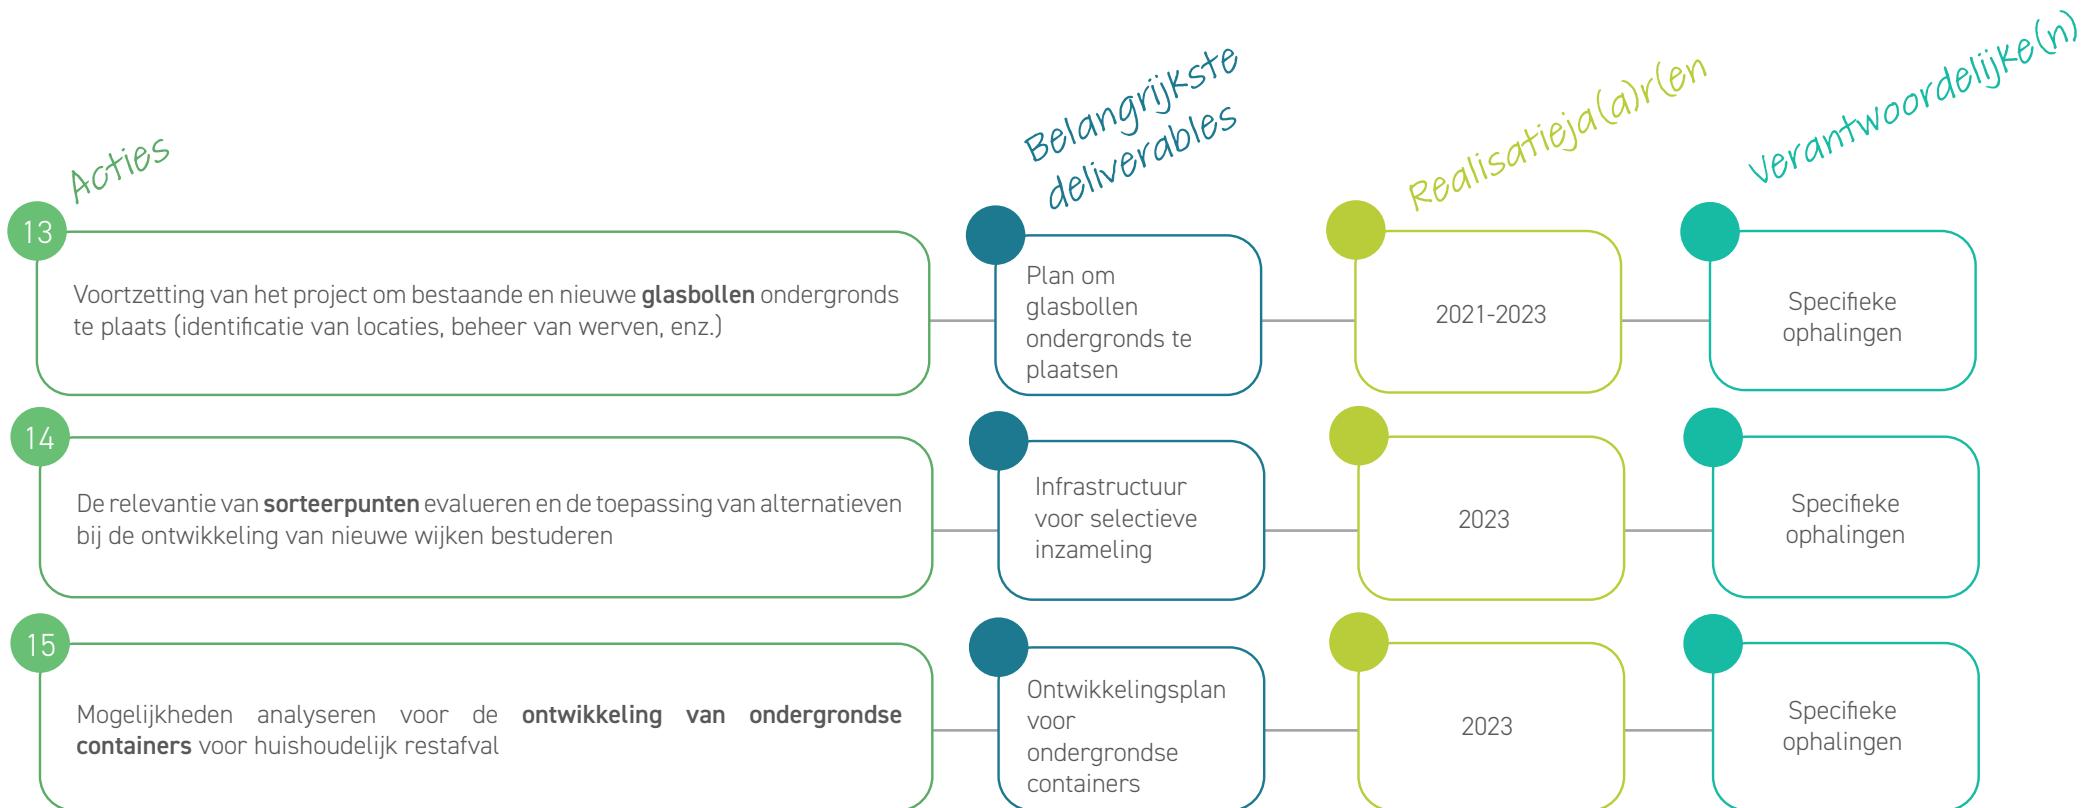 Acties
Belangrijkste
deliverables
Realisatieja(a)r(en
Verantwoordelijke(n)
13
Voortzetting van het project om bestaande en nieuwe glasbollen ondergronds
te plaats (identificatie van locaties, beheer van werven, enz.)
Plan om
glasbollen
ondergronds te
plaatsen
2021-2023
Specifieke
ophalingen
14
De relevantie van sorteerpunten evalueren en de toepassing van alternatieven
bij de ontwikkeling van nieuwe wijken bestuderen
Infrastructuur
voor selectieve
inzameling
2023
Specifieke
ophalingen
15
Mogelijkheden analyseren voor de ontwikkeling van ondergrondse
containers voor huishoudelijk restafval
Ontwikkelingsplan
voor
ondergrondse
containers
2023
Specifieke
ophalingen